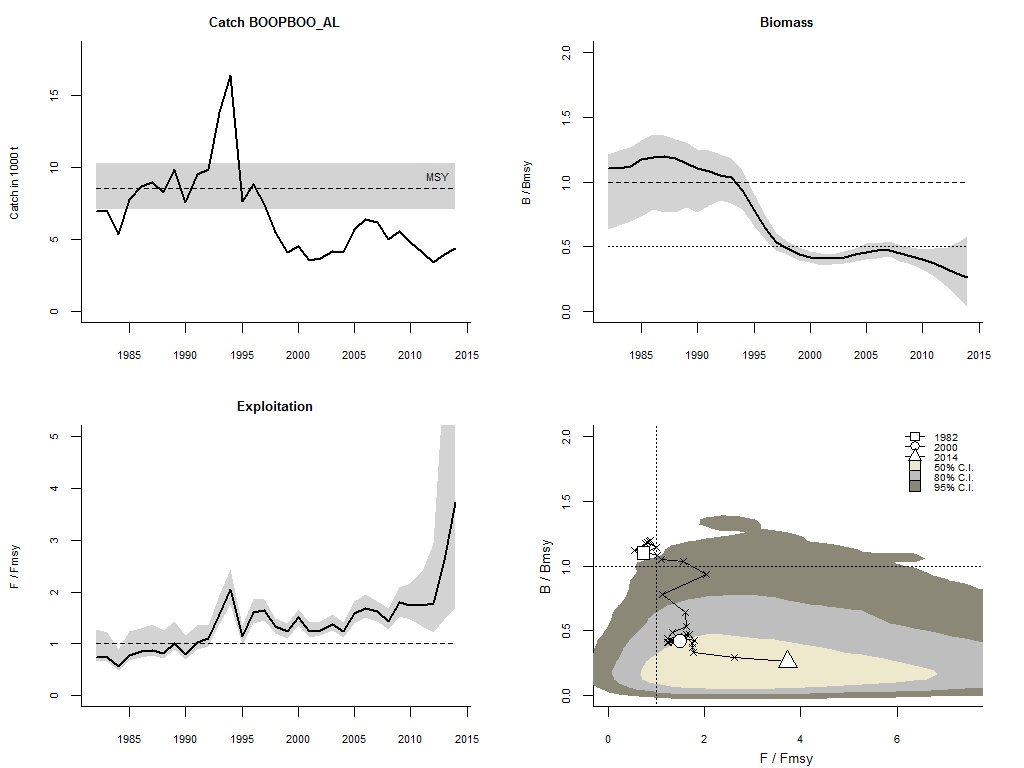 Catch BOOPBOO_AL
Catch in 1000 t
15
10
5
0
MSY
1985 1990 1995 2000 2005 2010 2015
Biomass
B / Bmsy
2.0
1.5
1.0
0.5
0.0
1985 1990 1995 2000 2005 2010 2015
Exploitation
F / Fmsy
5
4
3
2
1
0
1985 1990 1995 2000 2005 2010 2015
B / Bmsy
2.0
1.5
1.0
0.5
0.0
1982
2000
2014
50% C.I.
80% C.I.
95% C.I.
0 2 4 6
F / Fmsy